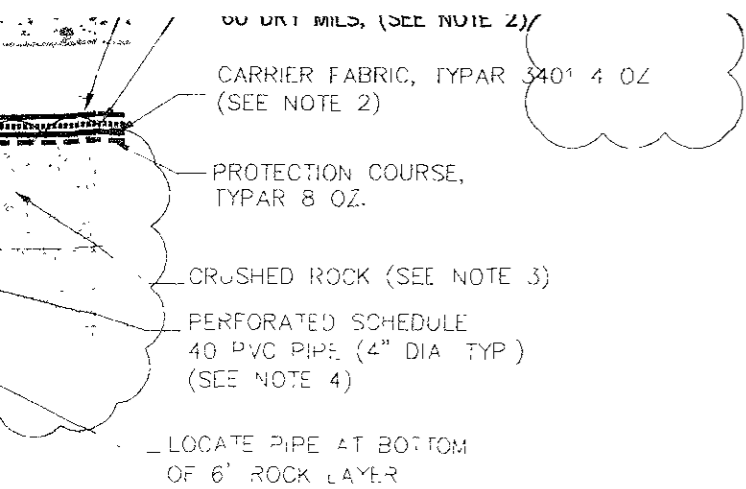 60 DRY MILS, (SEE NOTE 2)
CARRIER FABRIC, TYPAR 3401 4 OZ
(SEE NOTE 2)
PROTECTION COURSE,
TYPAR 8 OZ.
CRUSHED ROCK (SEE NOTE 3)
PERFORATED SCHEDULE
40 PVC PIPE (4" DIA TYP)
(SEE NOTE 4)
LOCATE PIPE AT BOTTOM
OF 6' ROCK LAYER